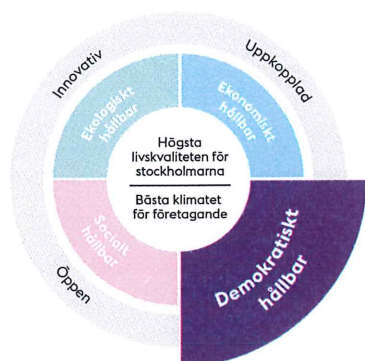 Innovativ
Uppkopplad
Ekologiskt
hållbar
Ekonomiskt
hållbar
Högsta
livskvaliteten för
stockholmarna
Bästa klimatet
för företagande
Socialt
hållbar
Demokratiskt
hållbar
Öppen